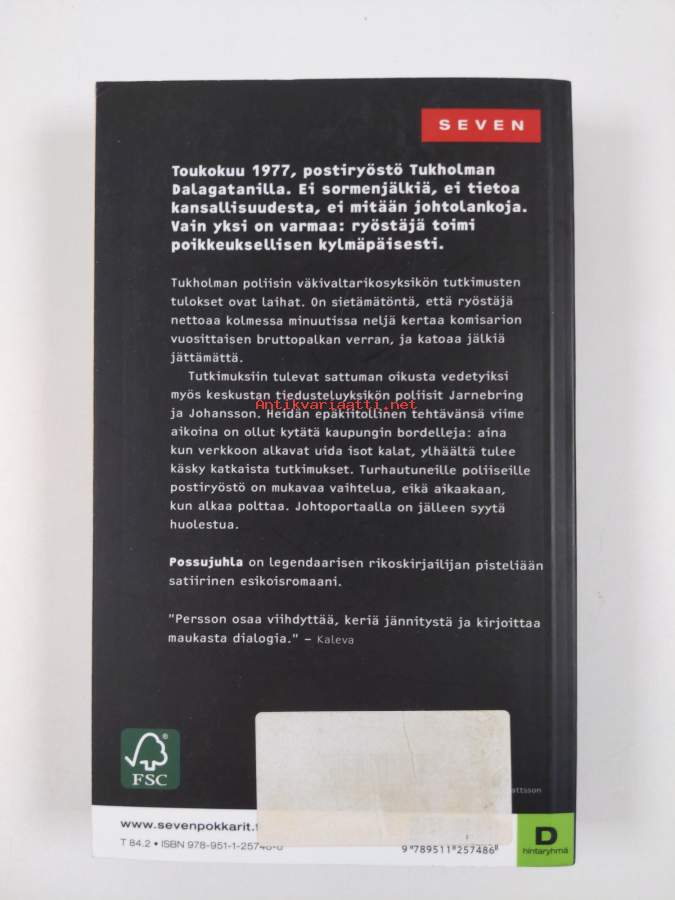 SEVEN
Toukokuu 1977, postiryöstö Tukholman
Dalagatanilla. Ei sormenjälkiä, ei tietoa
kansallisuudesta, ei mitään johtolankoja.
Vain yksi on varmaa: ryöstäjä toimi
poikkeuksellisen kylmäpäisesti.
Tukholman poliisin väkivaltarikosyksikön tutkimusten
tulokset ovat laihat. On sietämätöntä, että ryöstäjä
nettoaa kolmessa minuutissa neljä kertaa komisarion
vuosittaisen bruttopalkan verran, ja katoaa jälkiä
jättämättä.
Tutkimuksiin tulevat sattuman oikusta vedetyiksi
myös keskustan tiedusteluyksikön poliisit Jarnebring
Antikvariaatti.net
ja Johansson. Heidän epäkiitollinen tehtävänsä viime
aikoina on ollut kytätä kaupungin bordelleja: aina
kun verkkoon alkavat uida isot kalat, ylhäältä tulee
käsky katkaista tutkimukset. Turhautuneille poliiseille
postiryöstö on mukavaa vaihtelua, eikä aikaakaan,
kun alkaa polttaa. Johtoportaalla on jälleen syytä
huolestua.
Possujuhla on legendaarisen rikoskirjailijan pisteliään
satiirinen esikoisromaani.
"Persson osaa viihdyttää, keriä jännitystä ja kirjoittaa
maukasta dialogia." – Kaleva
FSC
attsson
www.sevenpokkarit.
T 84.2 • ISBN 978-951-1-25748-6
9 789511 257486
D
hintaryhmä